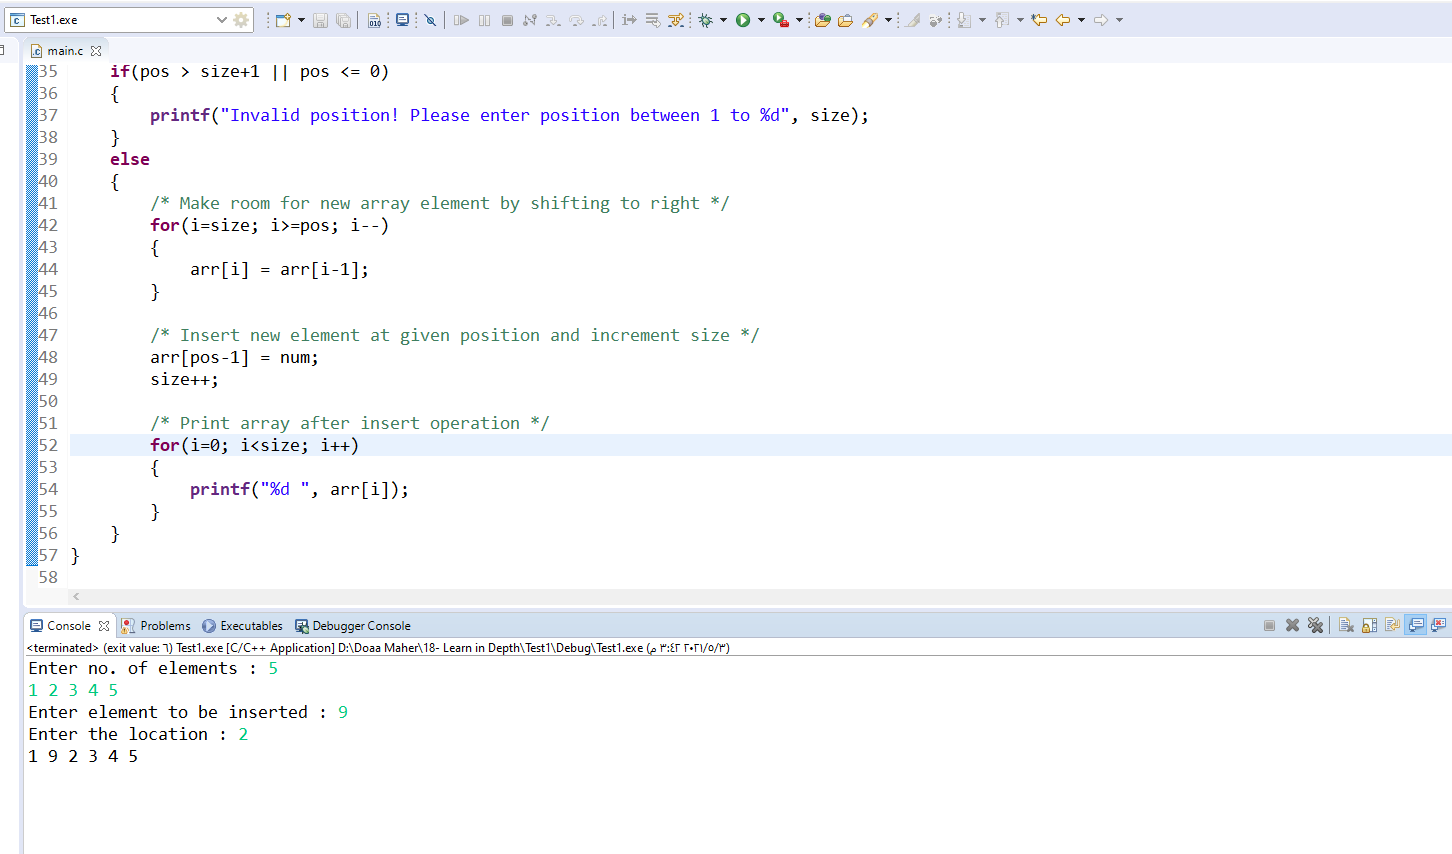 Test1.exe
main.c
35 if(pos > size+1 || pos <= 0)
36 {
37 printf("Invalid position! Please enter position between 1 to %d", size);
38 }
39 else
40 {
41 /* Make room for new array element by shifting to right */
42 for(i=size; i>=pos; i--)
43 {
44 arr[i] = arr[i-1];
45 }
46
47 /* Insert new element at given position and increment size */
48 arr[pos-1] = num;
49 size++;
50
51 /* Print array after insert operation */
52 for(i=0; i<size; i++)
53 {
54 printf("%d ", arr[i]);
55 }
56 }
57 }
58
Console Problems Executables Debugger Console
<terminated> (exit value: ٦) Test1.exe [C/C++ Application] D:\Doaa Maher\18- Learn in Depth\Test1\Debug\Test1.exe (٢٠٢١/٥/٣ ٣:٤٢ م)
Enter no. of elements : 5
1 2 3 4 5
Enter element to be inserted : 9
Enter the location : 2
1 9 2 3 4 5